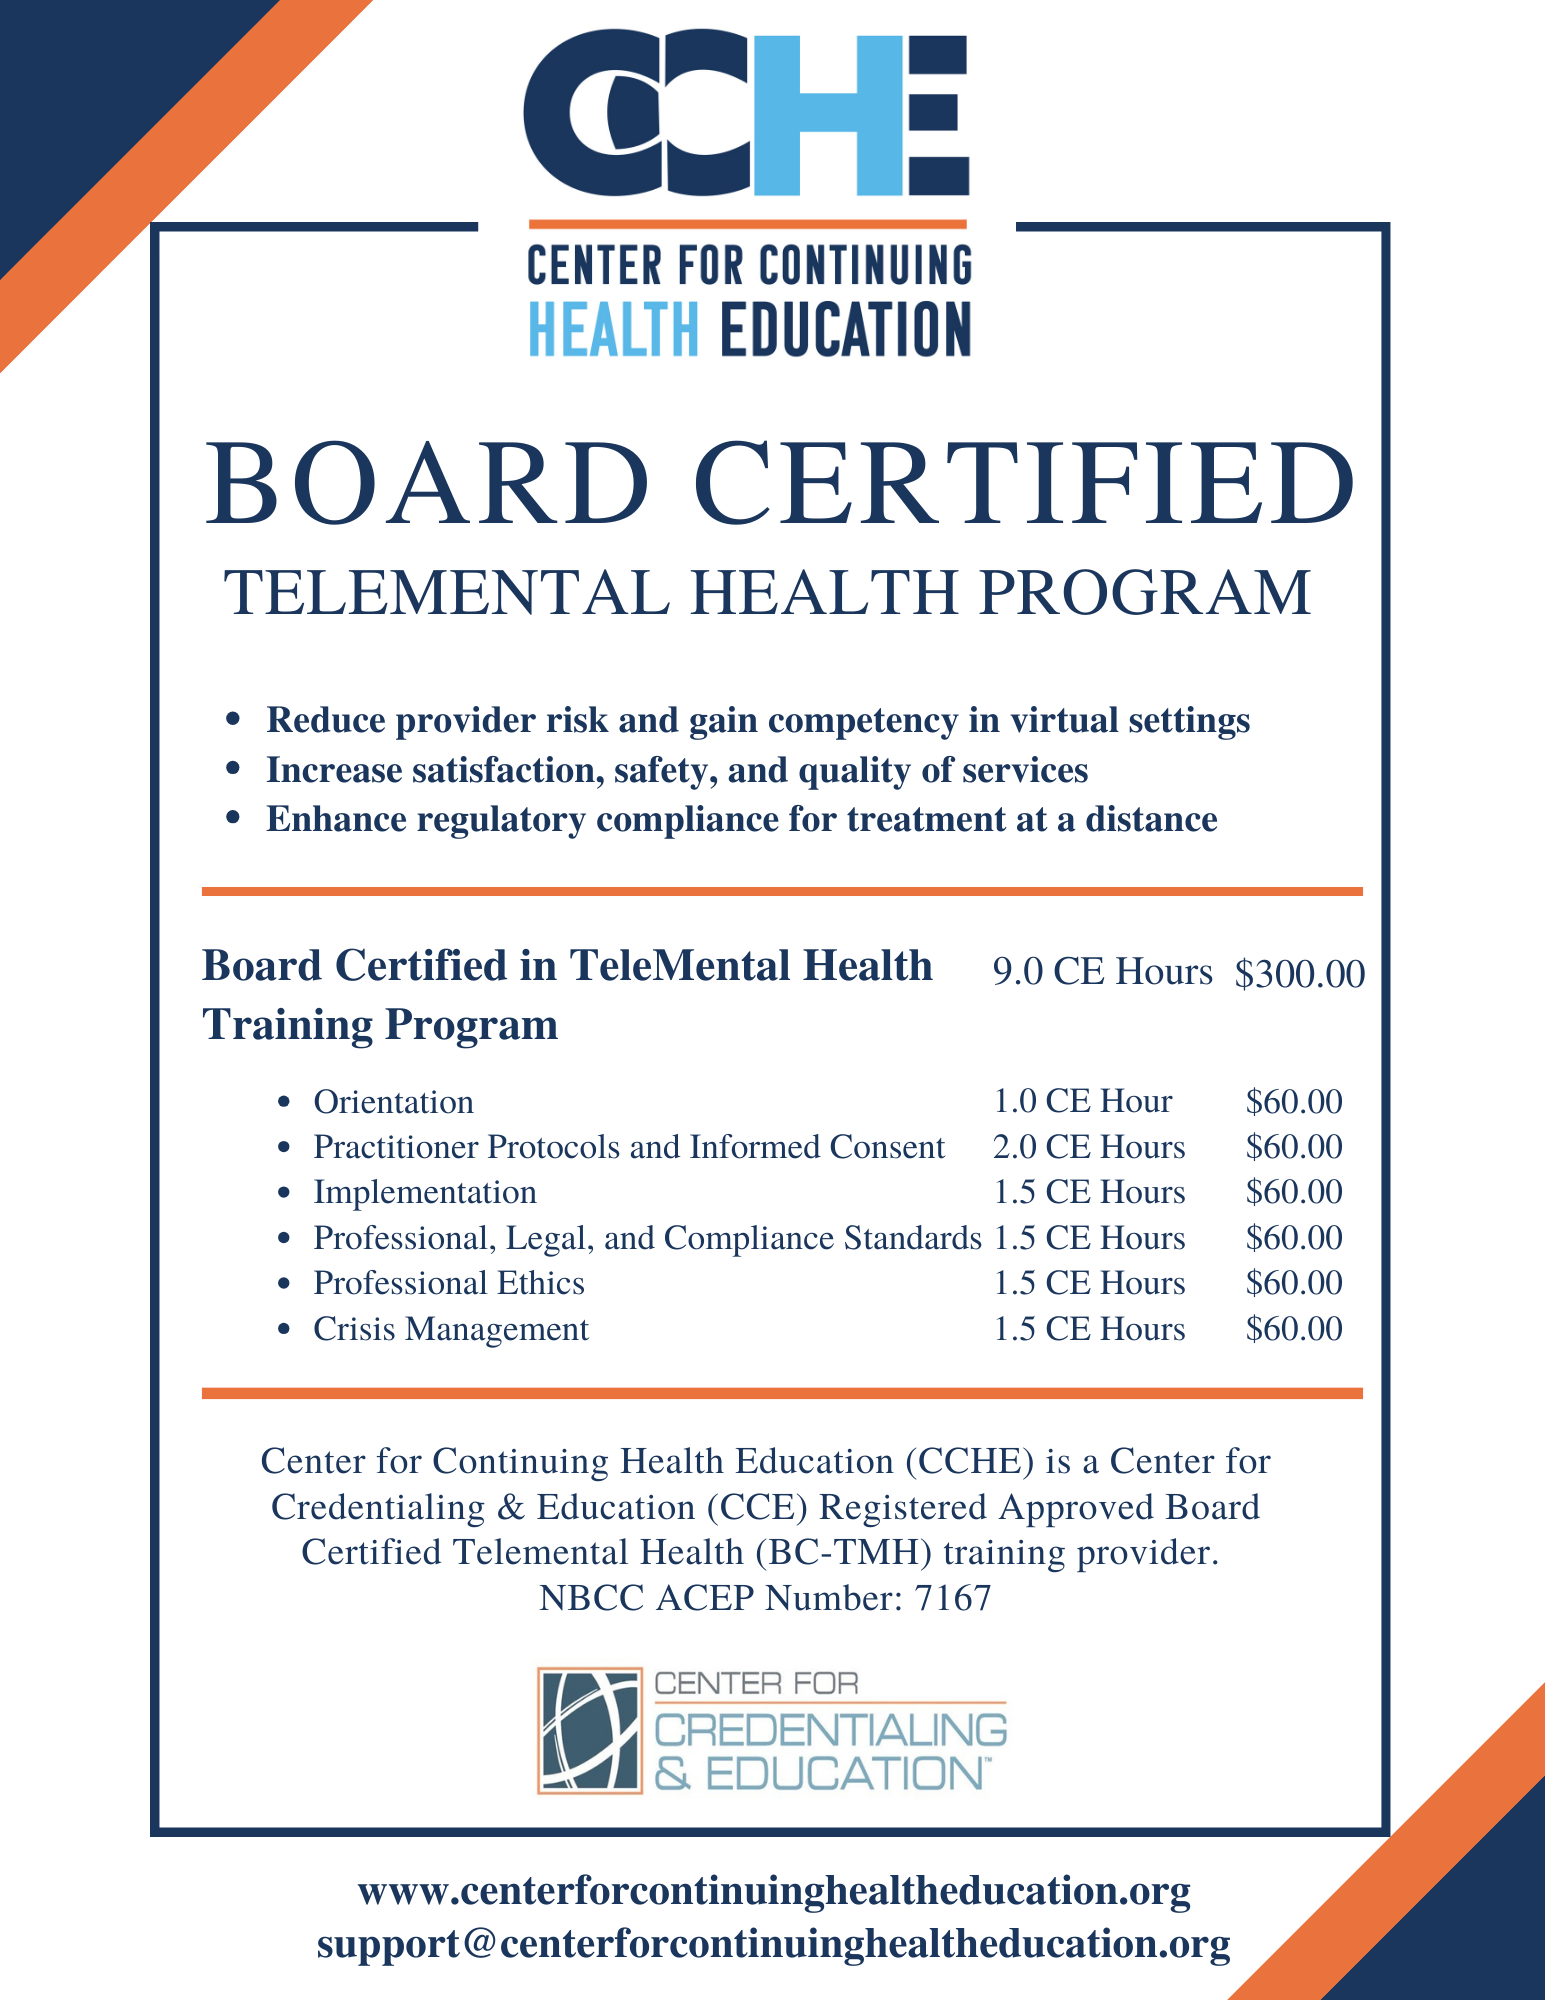 CCHE
CENTER FOR CONTINUING
HEALTH EDUCATION
BOARD CERTIFIED
TELEMENTAL HEALTH PROGRAM
• Reduce provider risk and gain competency in virtual settings
• Increase satisfaction, safety, and quality of services
• Enhance regulatory compliance for treatment at a distance
Board Certified in TeleMental Health 9.0 CE Hours $300.00
Training Program
• Orientation 1.0 CE Hour $60.00
• Practitioner Protocols and Informed Consent 2.0 CE Hours $60.00
• Implementation 1.5 CE Hours $60.00
• Professional, Legal, and Compliance Standards 1.5 CE Hours $60.00
• Professional Ethics 1.5 CE Hours $60.00
• Crisis Management 1.5 CE Hours $60.00
Center for Continuing Health Education (CCHE) is a Center for
Credentialing & Education (CCE) Registered Approved Board
Certified Telemental Health (BC-TMH) training provider.
NBCC ACEP Number: 7167
CENTER FOR
CREDENTIALING
& EDUCATION™
www.centerforcontinuinghealtheducation.org
support@centerforcontinuinghealtheducation.org